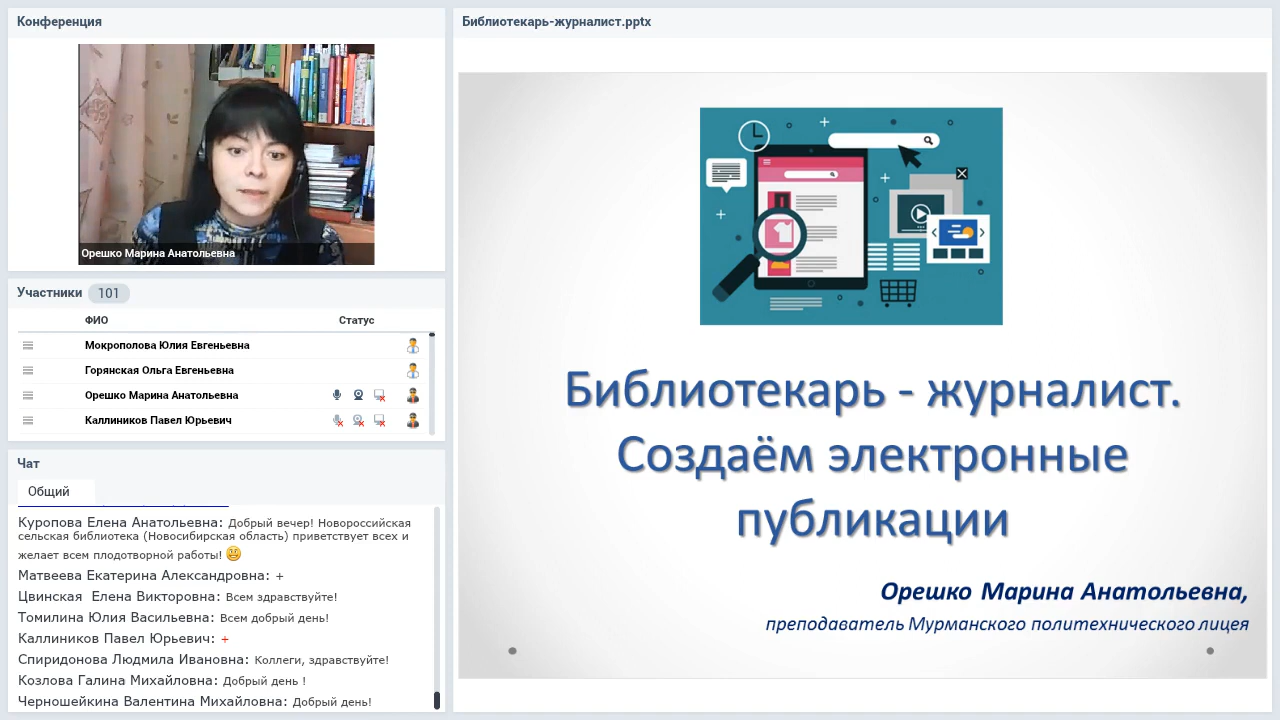 Конференция
Орешко Марина Анатольевна
Участники 101
ФИО Статус
Мокрополова Юлия Евгеньевна
Горянская Ольга Евгеньевна
Орешко Марина Анатольевна
Каллиников Павел Юрьевич
Чат
Общий
Куропова Елена Анатольевна: Добрый вечер! Новороссийская
сельская библиотека (Новосибирская область) приветствует всех и
желает всем плодотворной работы!
Матвеева Екатерина Александровна: +
Цвинская Елена Викторовна: Всем здравствуйте!
Томилина Юлия Васильевна: Всем добрый день!
Каллиников Павел Юрьевич: +
Спиридонова Людмила Ивановна: Коллеги, здравствуйте!
Козлова Галина Михайловна: Добрый день !
Черношейкина Валентина Михайловна: Добрый день!
Библиотекарь-журналист.pptx
Библиотекарь - журналист.
Создаём электронные
публикации
Орешко Марина Анатольевна,
преподаватель Мурманского политехнического лицея